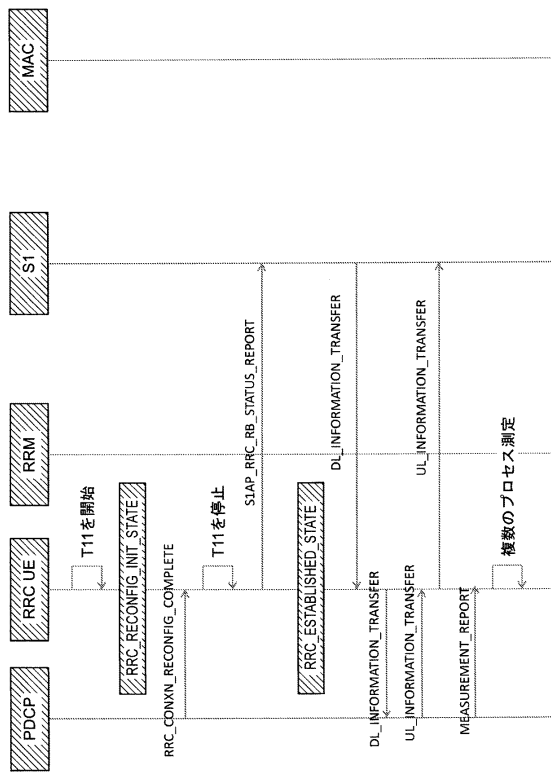 PDCP
RRC UE
RRM
S1
MAC
T11を開始
RRC_RECONFIG_INIT_STATE
RRC_CONXN_RECONFIG_COMPLETE
T11を停止
S1AP_RRC_RB_STATUS_REPORT
RRC_ESTABLISHED_STATE
DL_INFORMATION_TRANSFER
DL_INFORMATION_TRANSFER
UL_INFORMATION_TRANSFER
UL_INFORMATION_TRANSFER
MEASUREMENT_REPORT
複数のプロセス測定